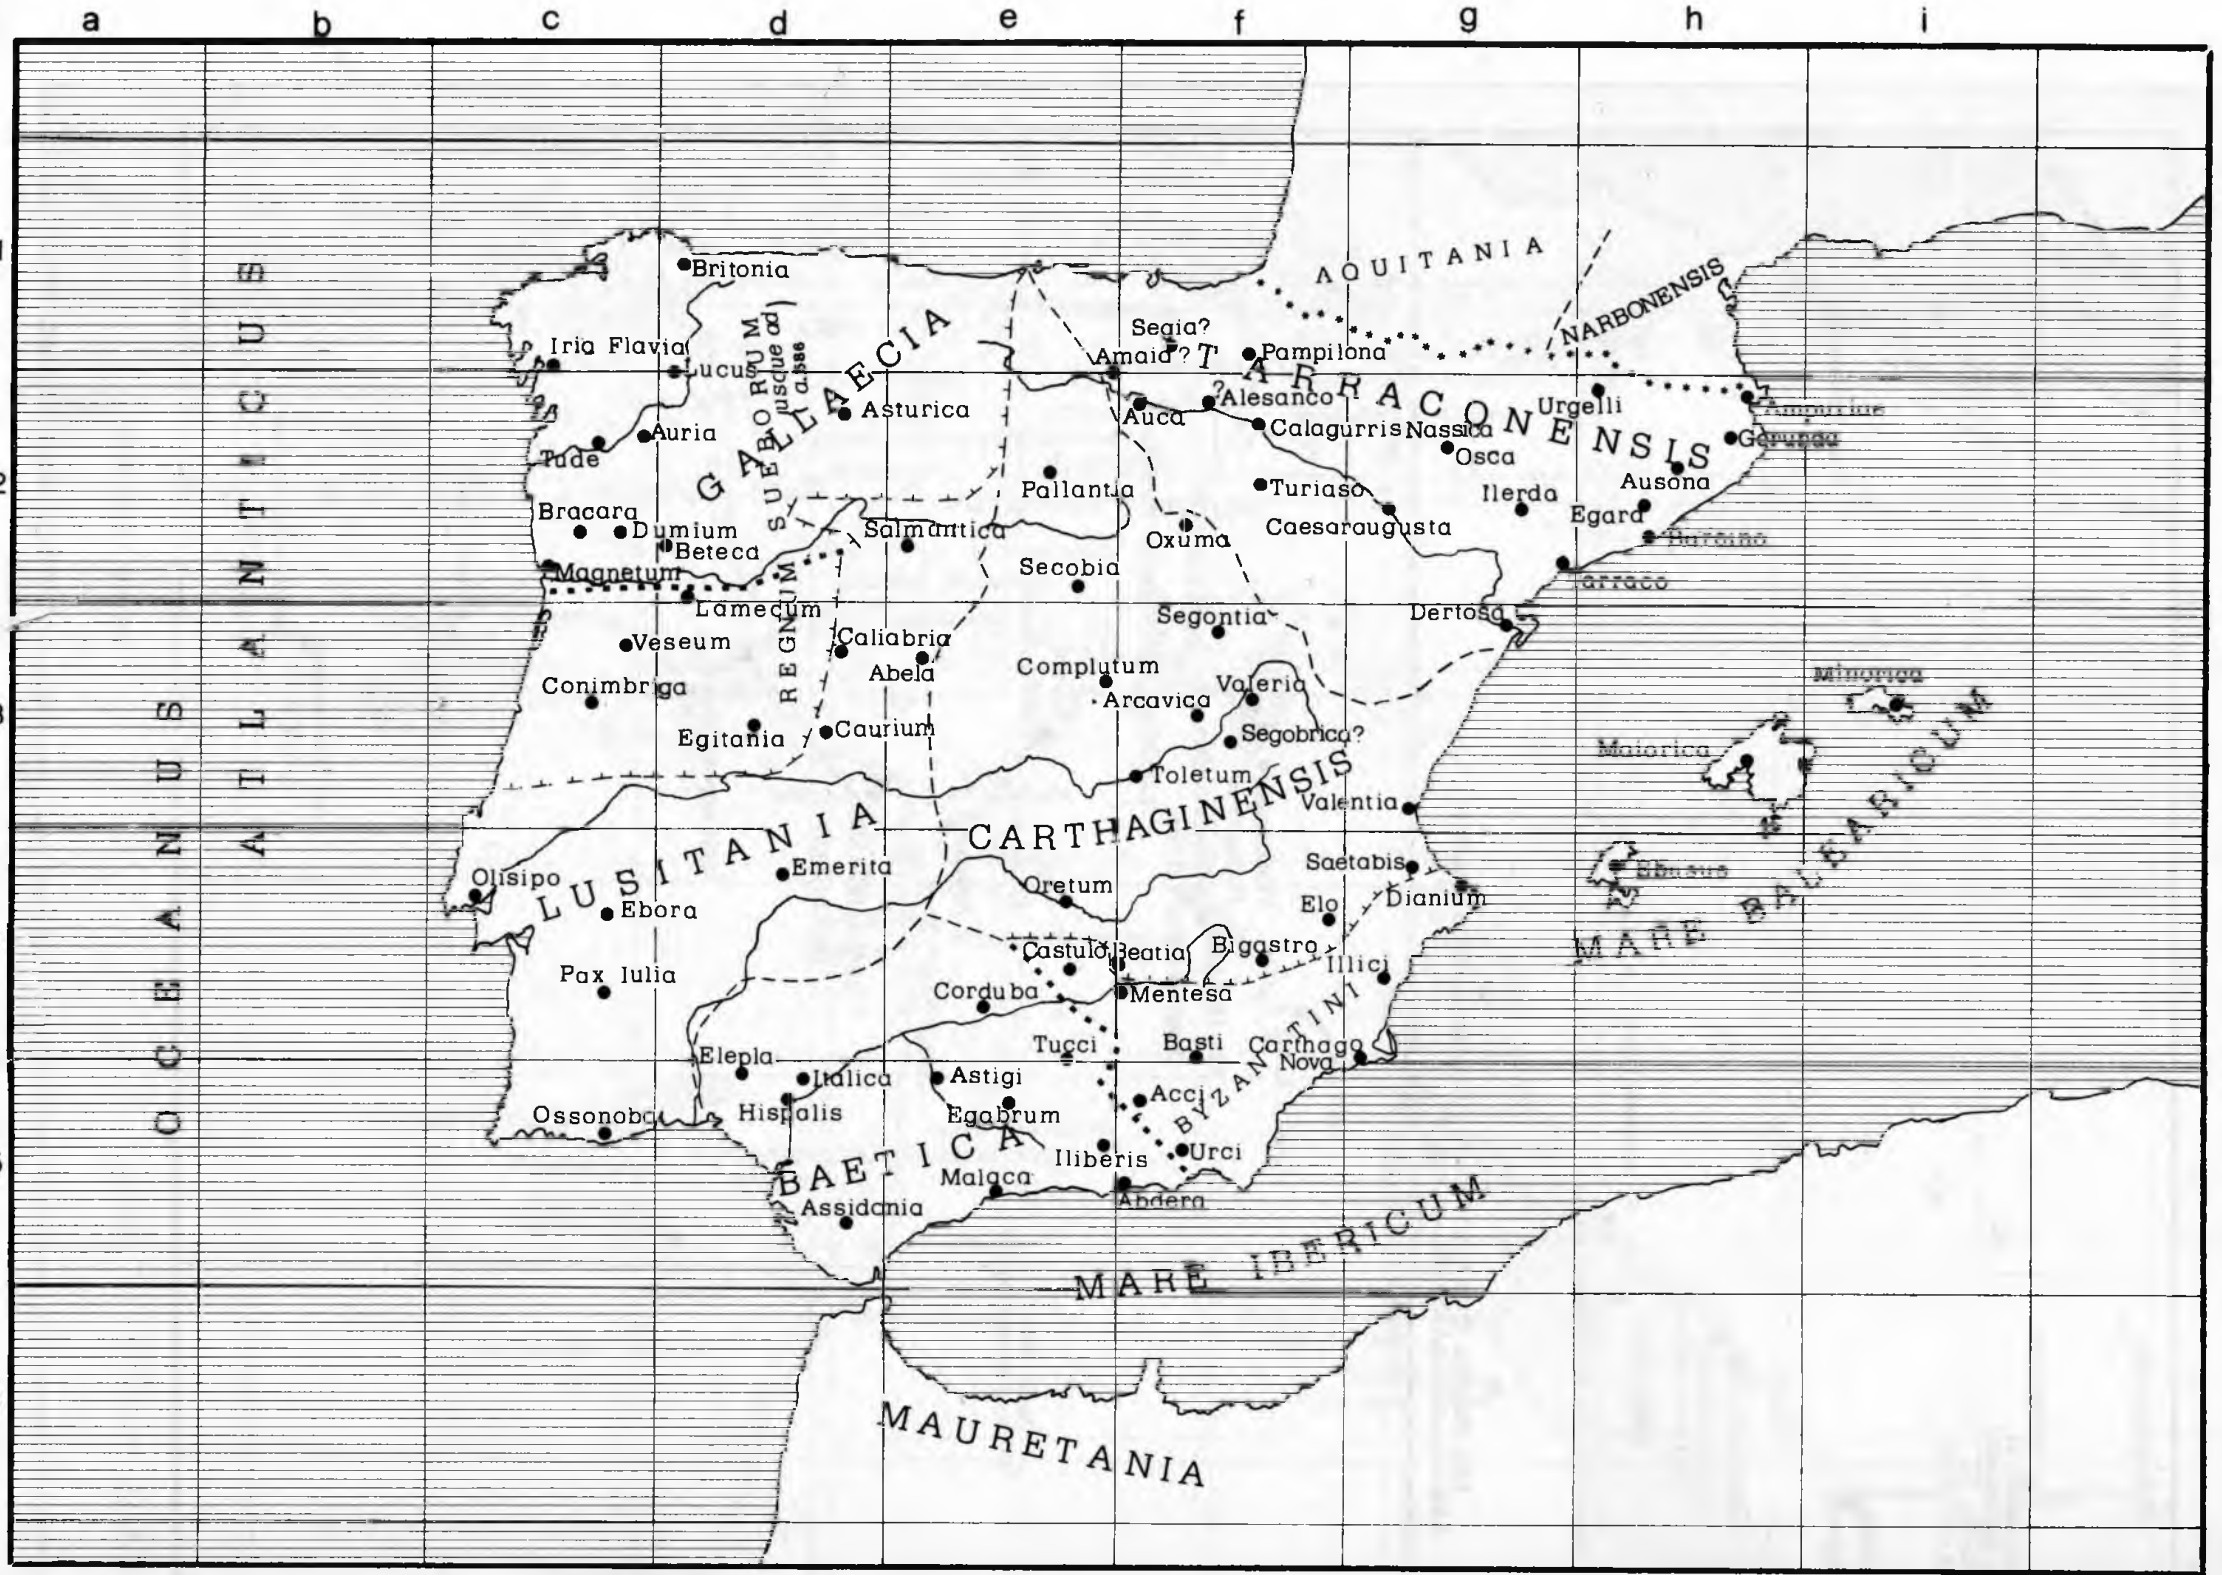 a b c d e f g h i
OCEANUS
ATLANTICUS
AQUITANIA
NARBONENSIS
Britonia
Iria Flavia
Lucus
REGNUM SUEBORUM
(usque ad
a.586
GALLAECIA
Asturica
Auria
Tude
Bracara
Dumium
Beteca
Magnetum
Lamecum
Veseum
Conimbriga
Egitania
Caliabria
Abela
Caurium
Salmantica
Segia?
Amaia?
TARRACONENSIS
Pampilona
Auca
?Alesanco
Calagurris Nassica
Osca
Urgelli
Ampuriae
Gerunda
Ausona
Egara
Barcino
Ilerda
Tarraco
Dertosa
Turiaso
Caesaraugusta
Pallantia
Oxuma
Secobia
Segontia
Complutum
Arcavica
Valeria
Segobrica?
Toletum
CARTHAGINENSIS
Valentia
Saetabis
Dianium
Elo
Oretum
Castulo
Beatia
Bigastro
Illici
Mentesa
Minorica
Maiorica
Ebusus
MARE BALEARICUM
LUSITANIA
Olisipo
Emerita
Ebora
Pax Iulia
Ossonoba
Corduba
Tucci
Basti
Carthago
Nova
BYZANTINI
Elepla
Italica
Hispalis
Astigi
Egabrum
Acci
Urci
BAETICA
Iliberis
Malaca
Abdera
Assidania
MARE IBERICUM
MAURETANIA